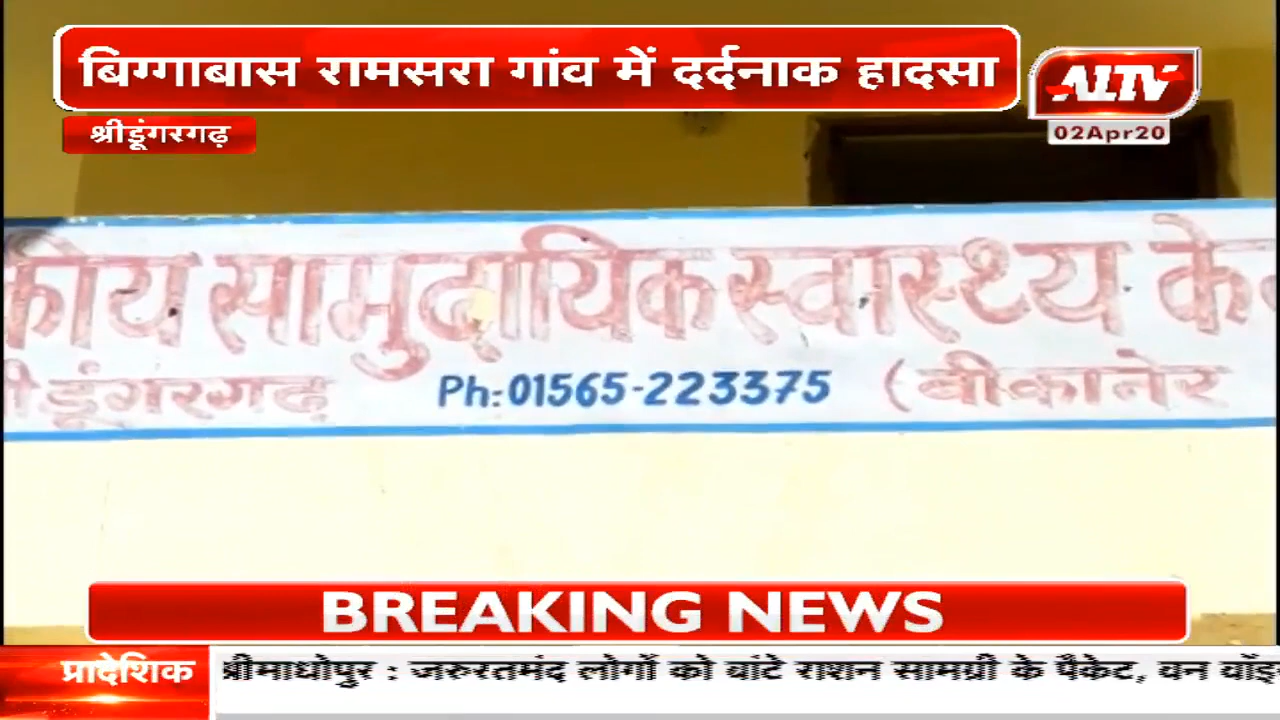 बिग्गाबास रामसरा गांव में दर्दनाक हादसा
ALTV
02Apr20
श्रीडूंगरगढ़
कीय सामुदायिक स्वास्थ्य के
डूंगरगढ़ Ph:01565-223375 (बीकानेर
BREAKING NEWS
प्रादेशिक श्रीमाधोपुर : जरुरतमंद लोगों को बांटे राशन सामग्री के पैकेट, वन